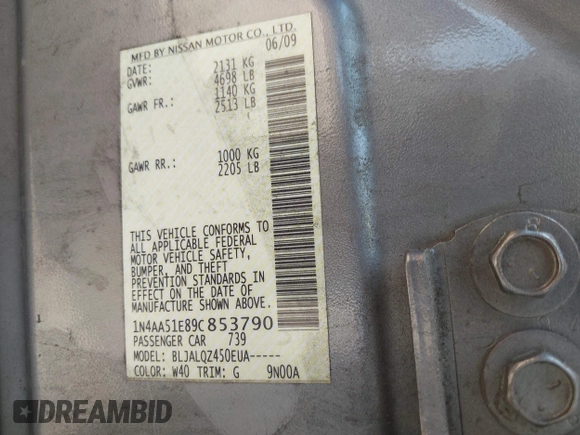 MFD BY NISSAN MOTOR CO., LTD.
DATE: 06/09
GVWR: 2131 KG
4698 LB
GAWR FR.: 1140 KG
2513 LB
GAWR RR.: 1000 KG
2205 LB
THIS VEHICLE CONFORMS TO
ALL APPLICABLE FEDERAL
MOTOR VEHICLE SAFETY,
BUMPER, AND THEFT
PREVENTION STANDARDS IN
EFFECT ON THE DATE OF
MANUFACTURE SHOWN ABOVE.
1N4AA51E89C853790
PASSENGER CAR 739
MODEL: BLJALQZ450EUA-----
COLOR: W40 TRIM: G 9N00A
8
DREAMBID